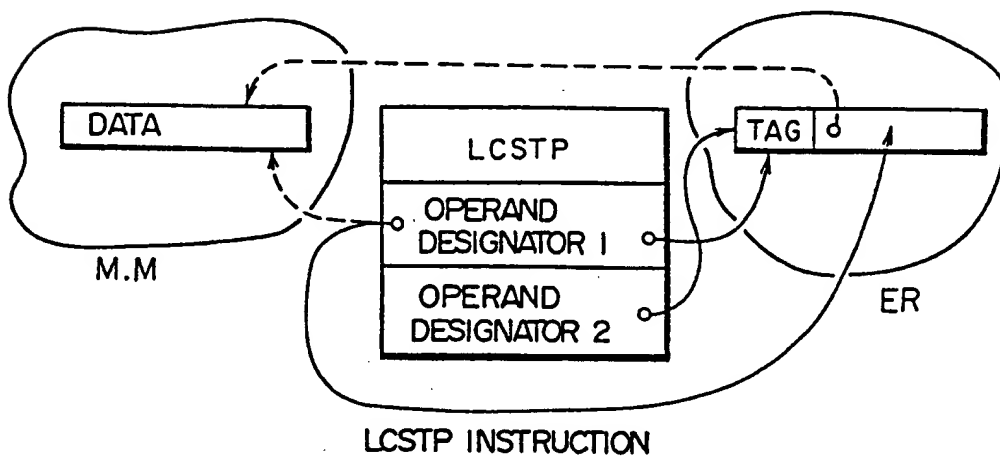 DATA
LCSTP
TAG
OPERAND
DESIGNATOR 1
OPERAND
DESIGNATOR 2
M.M
ER
LCSTP INSTRUCTION